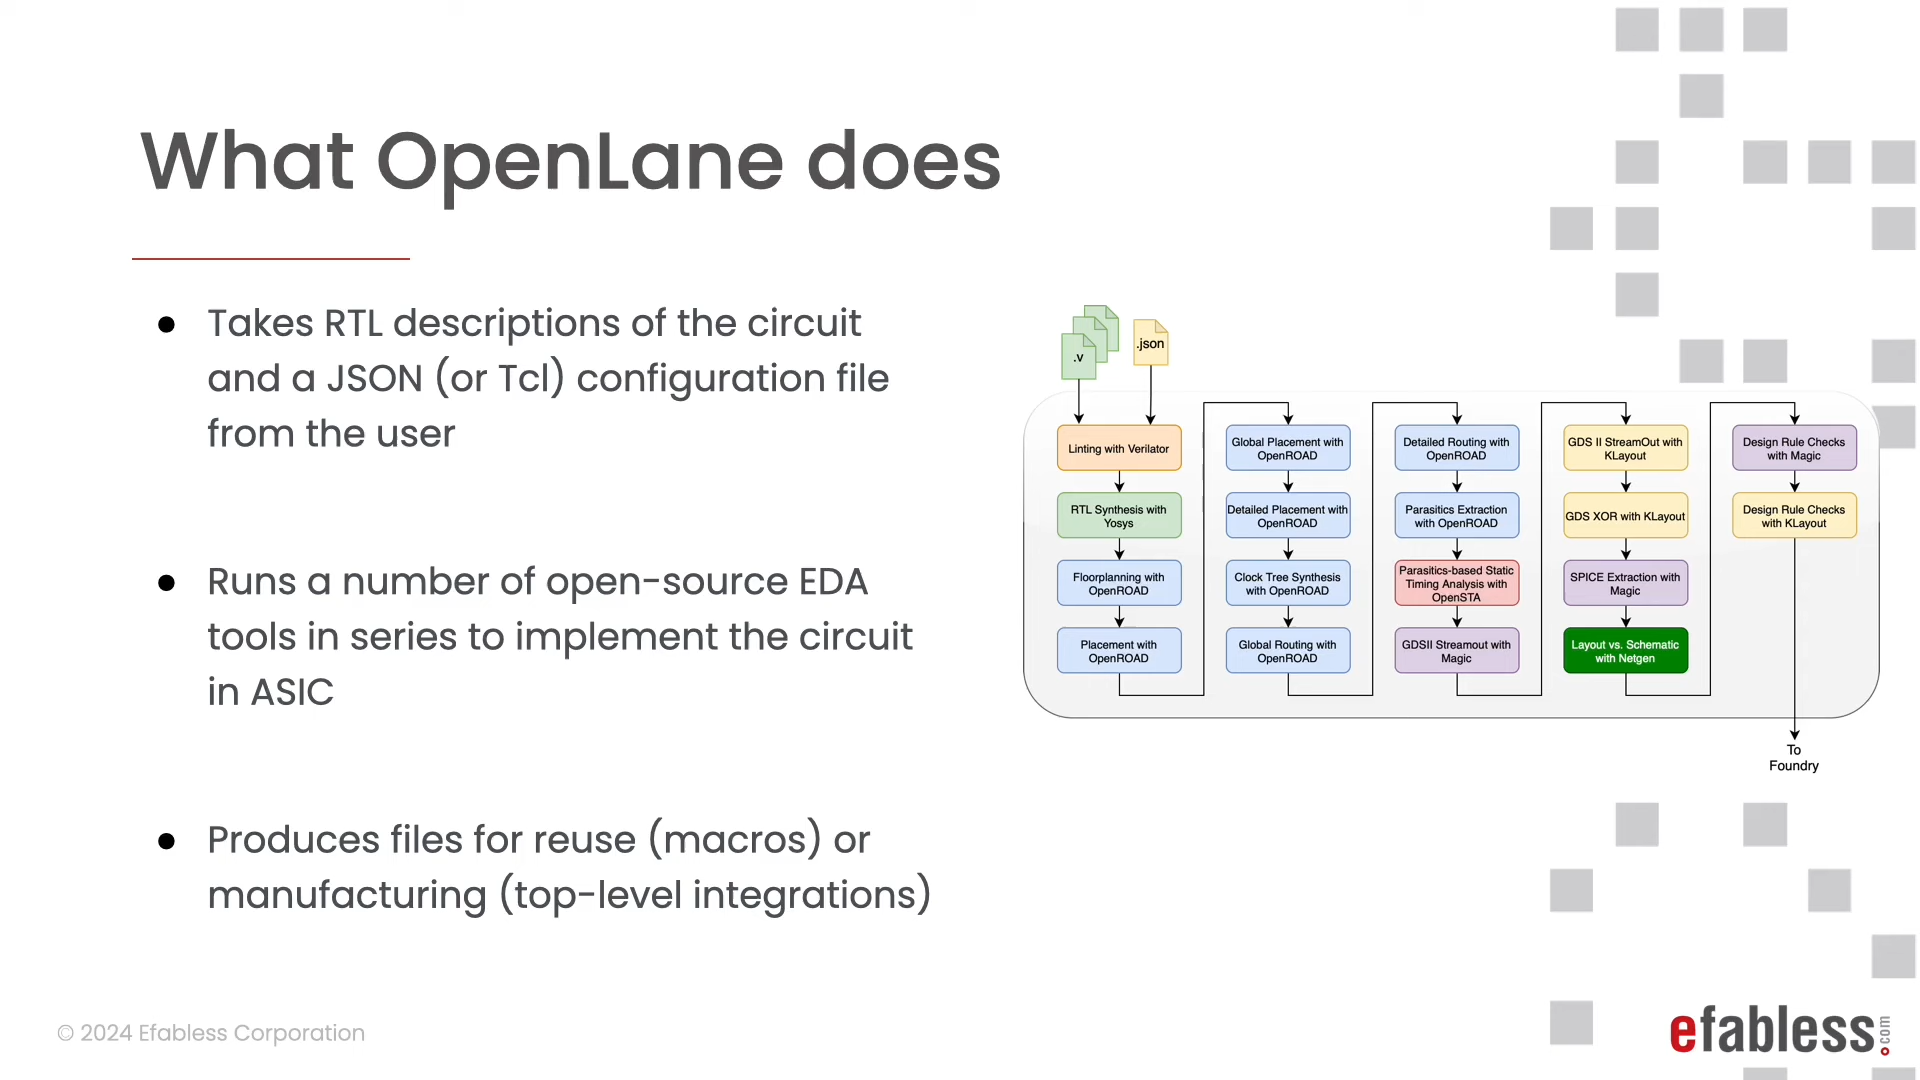 What OpenLane does
● Takes RTL descriptions of the circuit
and a JSON (or Tcl) configuration file
from the user
● Runs a number of open-source EDA
tools in series to implement the circuit
in ASIC
● Produces files for reuse (macros) or
manufacturing (top-level integrations)
.v
.json
Linting with Verilator
RTL Synthesis with
Yosys
Floorplanning with
OpenROAD
Placement with
OpenROAD
Global Placement with
OpenROAD
Detailed Placement with
OpenROAD
Clock Tree Synthesis
with OpenROAD
Global Routing with
OpenROAD
Detailed Routing with
OpenROAD
Parasitics Extraction
with OpenROAD
Parasitics-based Static
Timing Analysis with
OpenSTA
GDSII Streamout with
Magic
GDS II StreamOut with
KLayout
GDS XOR with KLayout
SPICE Extraction with
Magic
Layout vs. Schematic
with Netgen
Design Rule Checks
with Magic
Design Rule Checks
with KLayout
To
Foundry
© 2024 Efabless Corporation
efabless.com